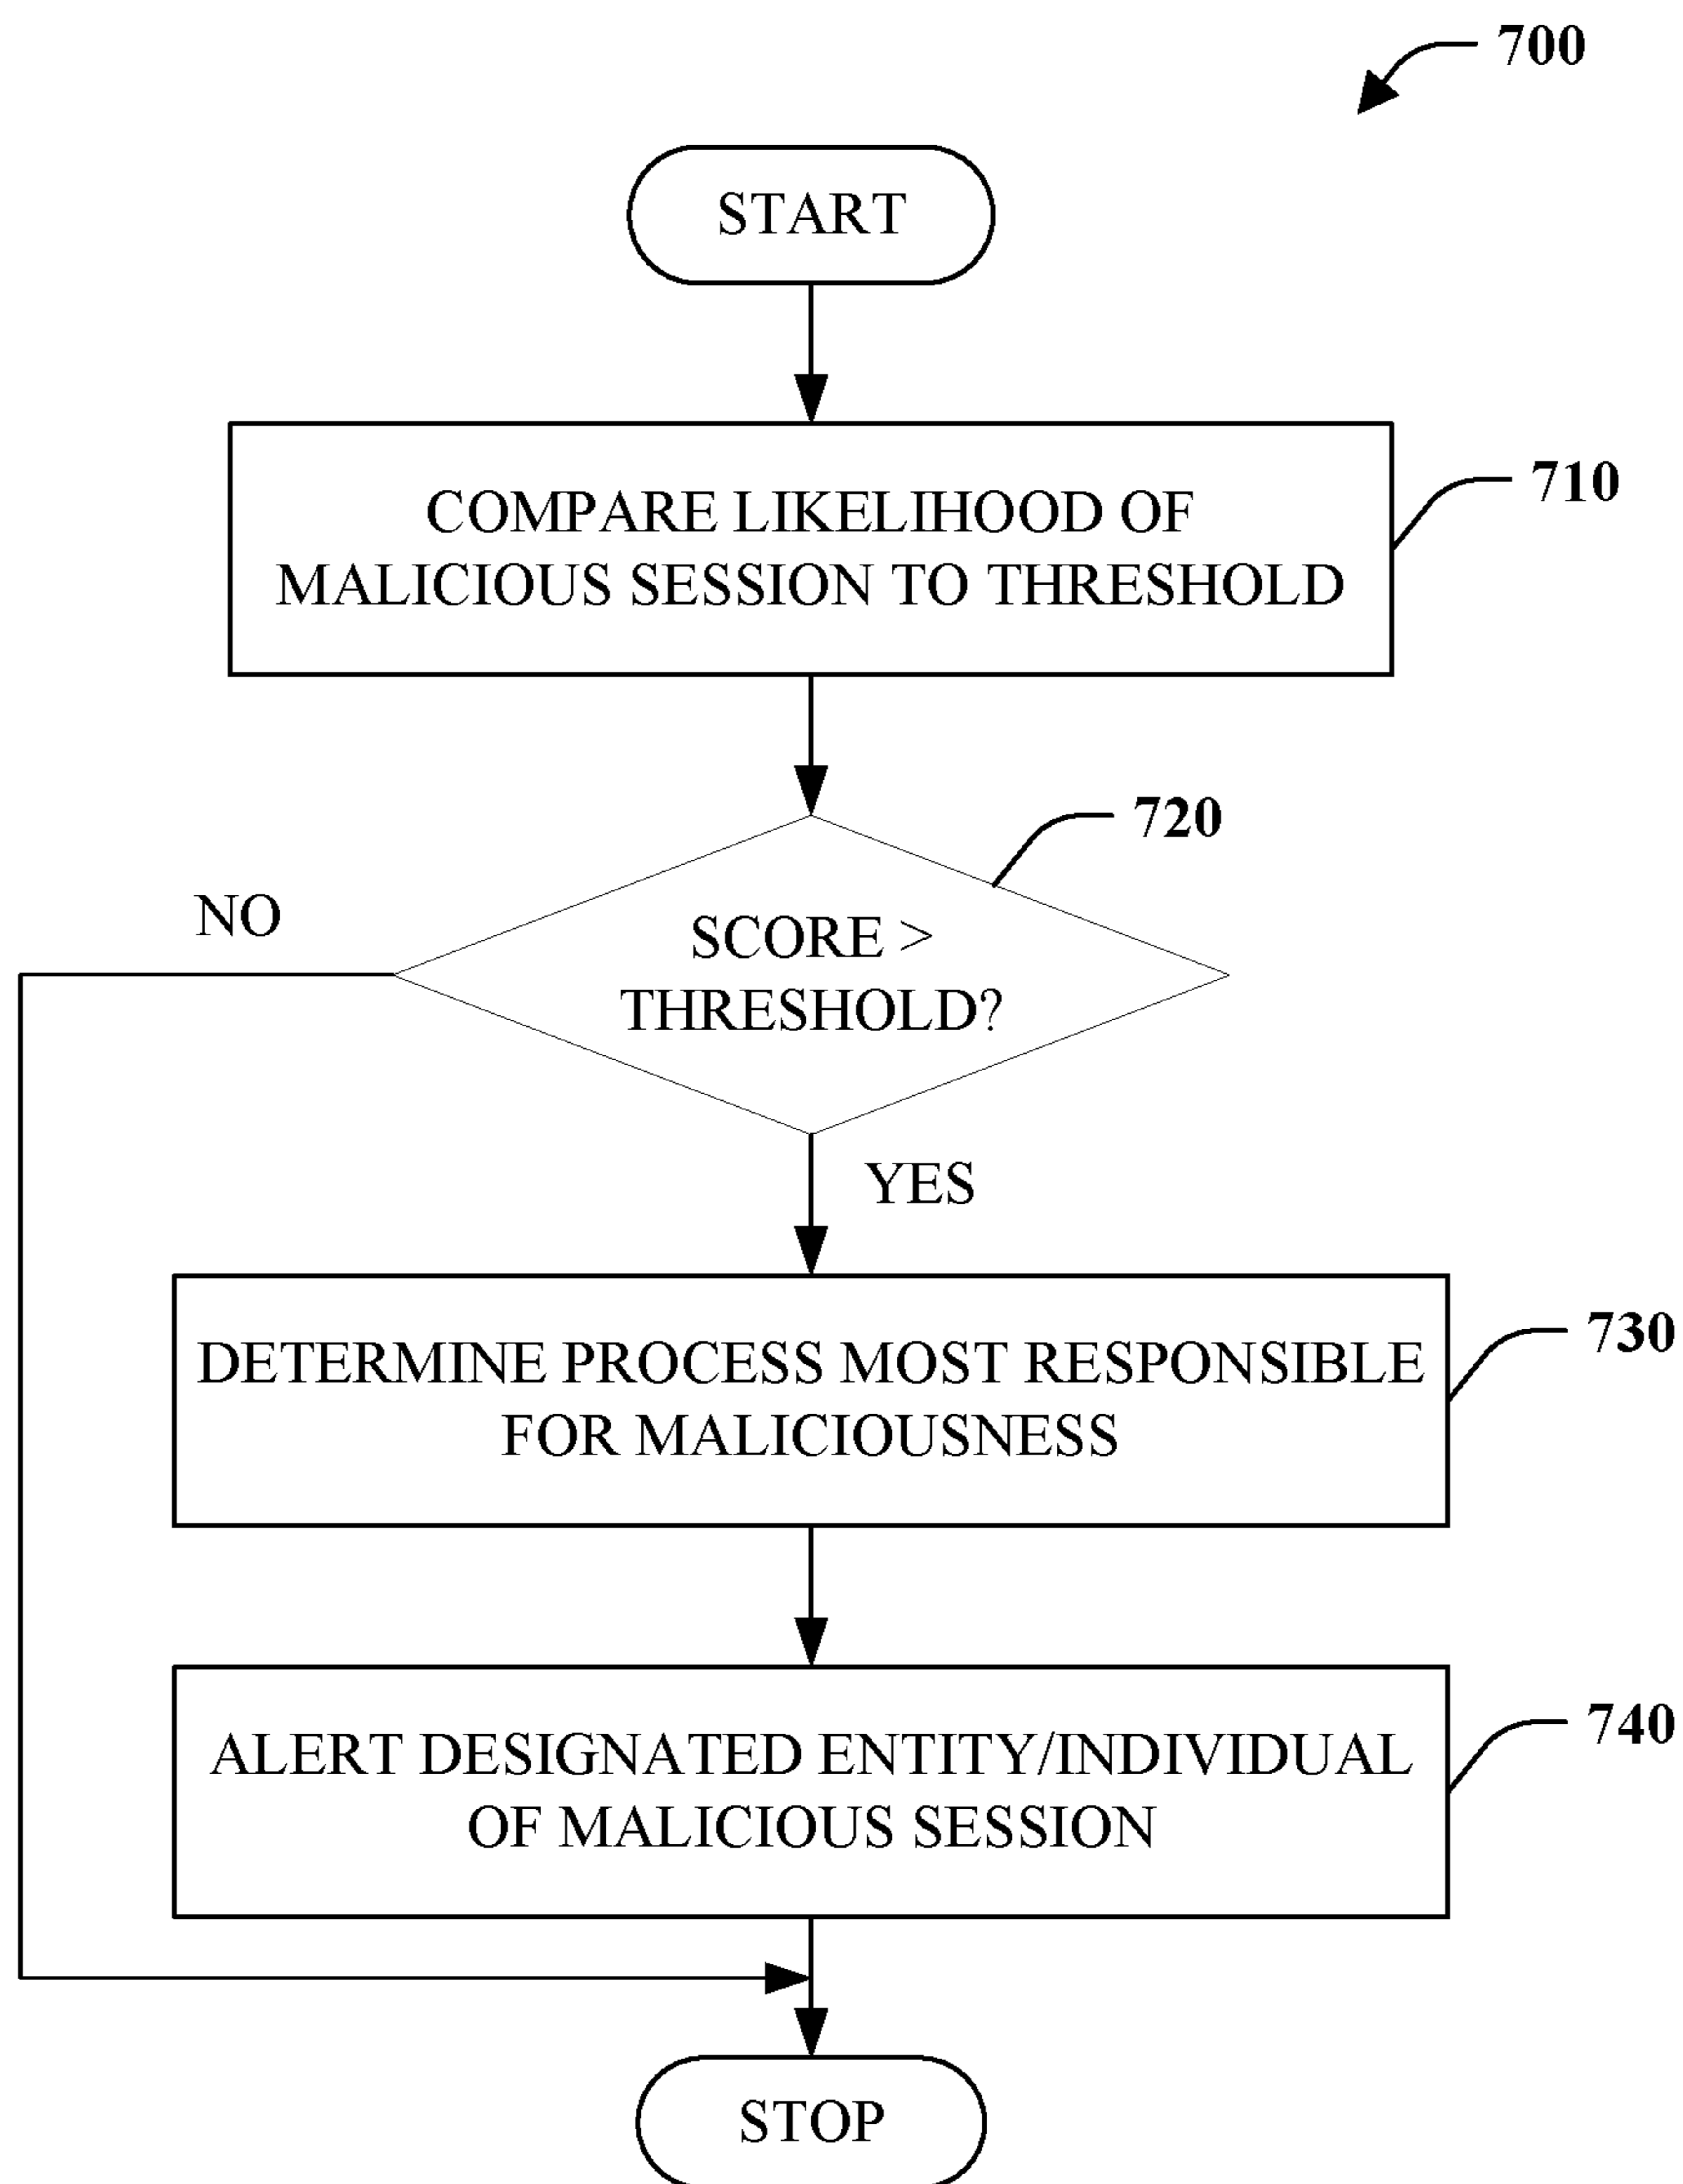 700
START
COMPARE LIKELIHOOD OF
MALICIOUS SESSION TO THRESHOLD
710
720
NO
SCORE >
THRESHOLD?
YES
DETERMINE PROCESS MOST RESPONSIBLE
FOR MALICIOUSNESS
730
ALERT DESIGNATED ENTITY/INDIVIDUAL
OF MALICIOUS SESSION
740
STOP